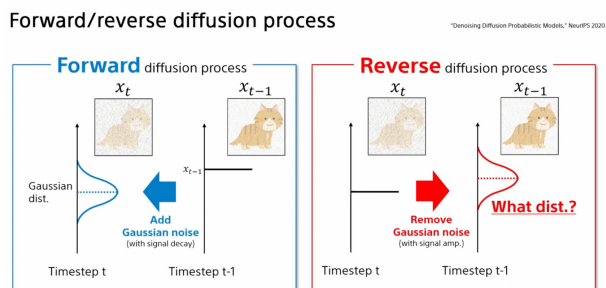 Forward/reverse diffusion process
"Denoising Diffusion Probabilistic Models," NeurIPS 2020.
Forward diffusion process
x_t
x_{t−1}
x_{t−1}
Gaussian
dist.
Add
Gaussian noise
(with signal decay)
Timestep t
Timestep t-1
Reverse diffusion process
x_t
x_{t−1}
What dist.?
Remove
Gaussian noise
(with signal amp.)
Timestep t
Timestep t-1